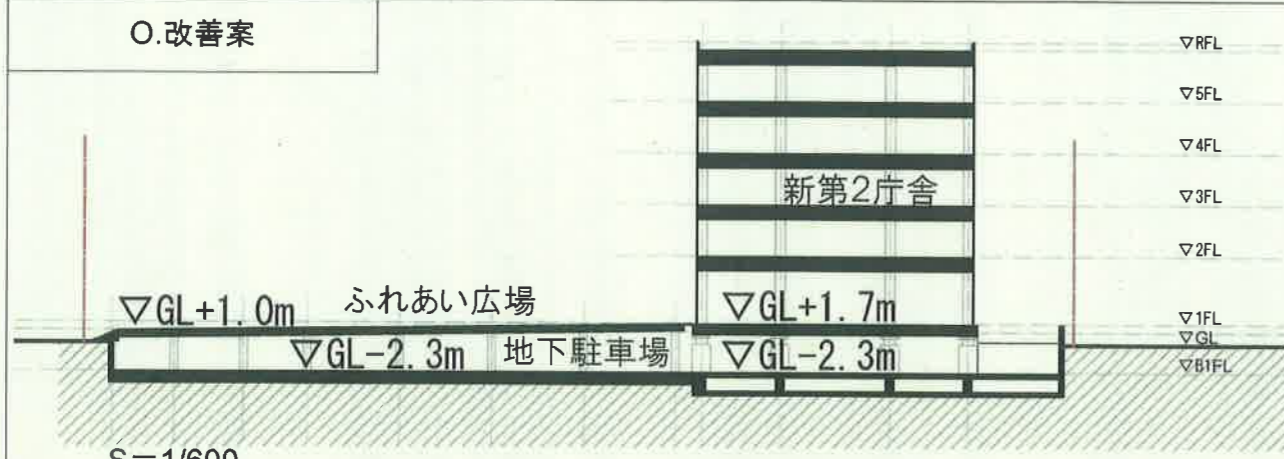 O.改善案
▽RFL
▽5FL
▽4FL
新第2庁舎
▽3FL
▽2FL
▽GL+1.0m ふれあい広場 ▽GL+1.7m
▽1FL
▽GL
▽GL-2.3m 地下駐車場 ▽GL-2.3m
▽B1FL
S=1/600